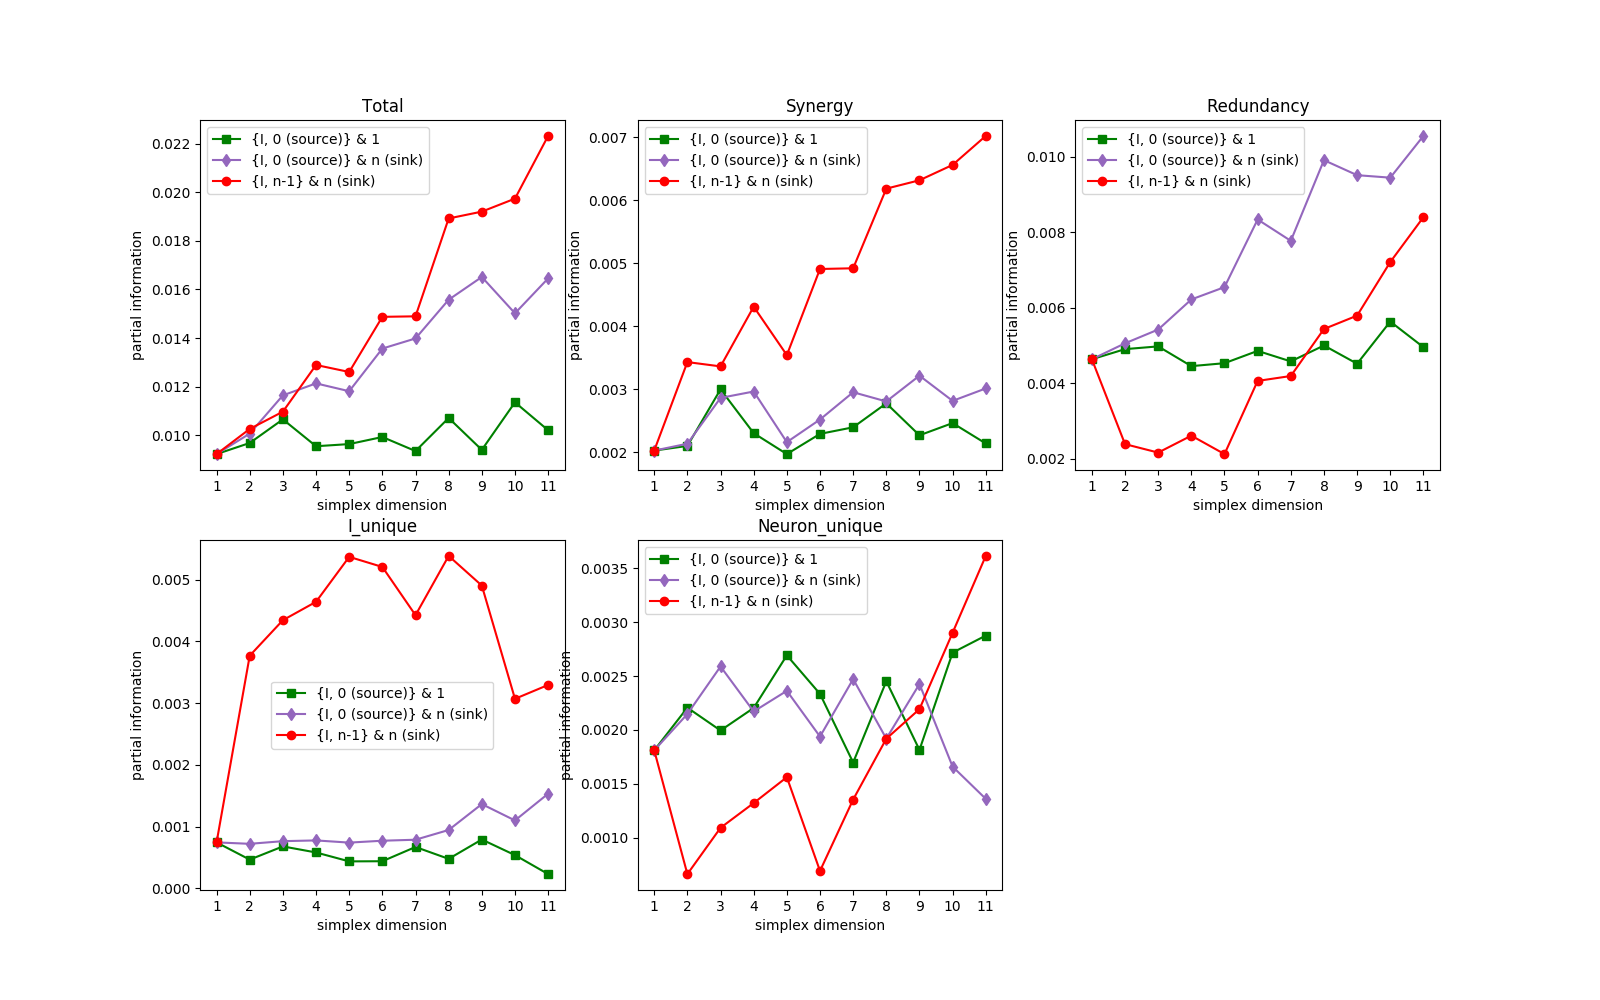 Total
0.022
0.020
0.018
0.016
0.014
0.012
0.010
partial information
{I, 0 (source)} & 1
{I, 0 (source)} & n (sink)
{I, n-1} & n (sink)
1 2 3 4 5 6 7 8 9 10 11
simplex dimension
Synergy
0.007
0.006
0.005
0.004
0.003
0.002
partial information
{I, 0 (source)} & 1
{I, 0 (source)} & n (sink)
{I, n-1} & n (sink)
1 2 3 4 5 6 7 8 9 10 11
simplex dimension
Redundancy
0.010
0.008
0.006
0.004
0.002
partial information
{I, 0 (source)} & 1
{I, 0 (source)} & n (sink)
{I, n-1} & n (sink)
1 2 3 4 5 6 7 8 9 10 11
simplex dimension
I_unique
0.005
0.004
0.003
0.002
0.001
0.000
partial information
{I, 0 (source)} & 1
{I, 0 (source)} & n (sink)
{I, n-1} & n (sink)
1 2 3 4 5 6 7 8 9 10 11
simplex dimension
Neuron_unique
0.0035
0.0030
0.0025
0.0020
0.0015
0.0010
partial information
{I, 0 (source)} & 1
{I, 0 (source)} & n (sink)
{I, n-1} & n (sink)
1 2 3 4 5 6 7 8 9 10 11
simplex dimension